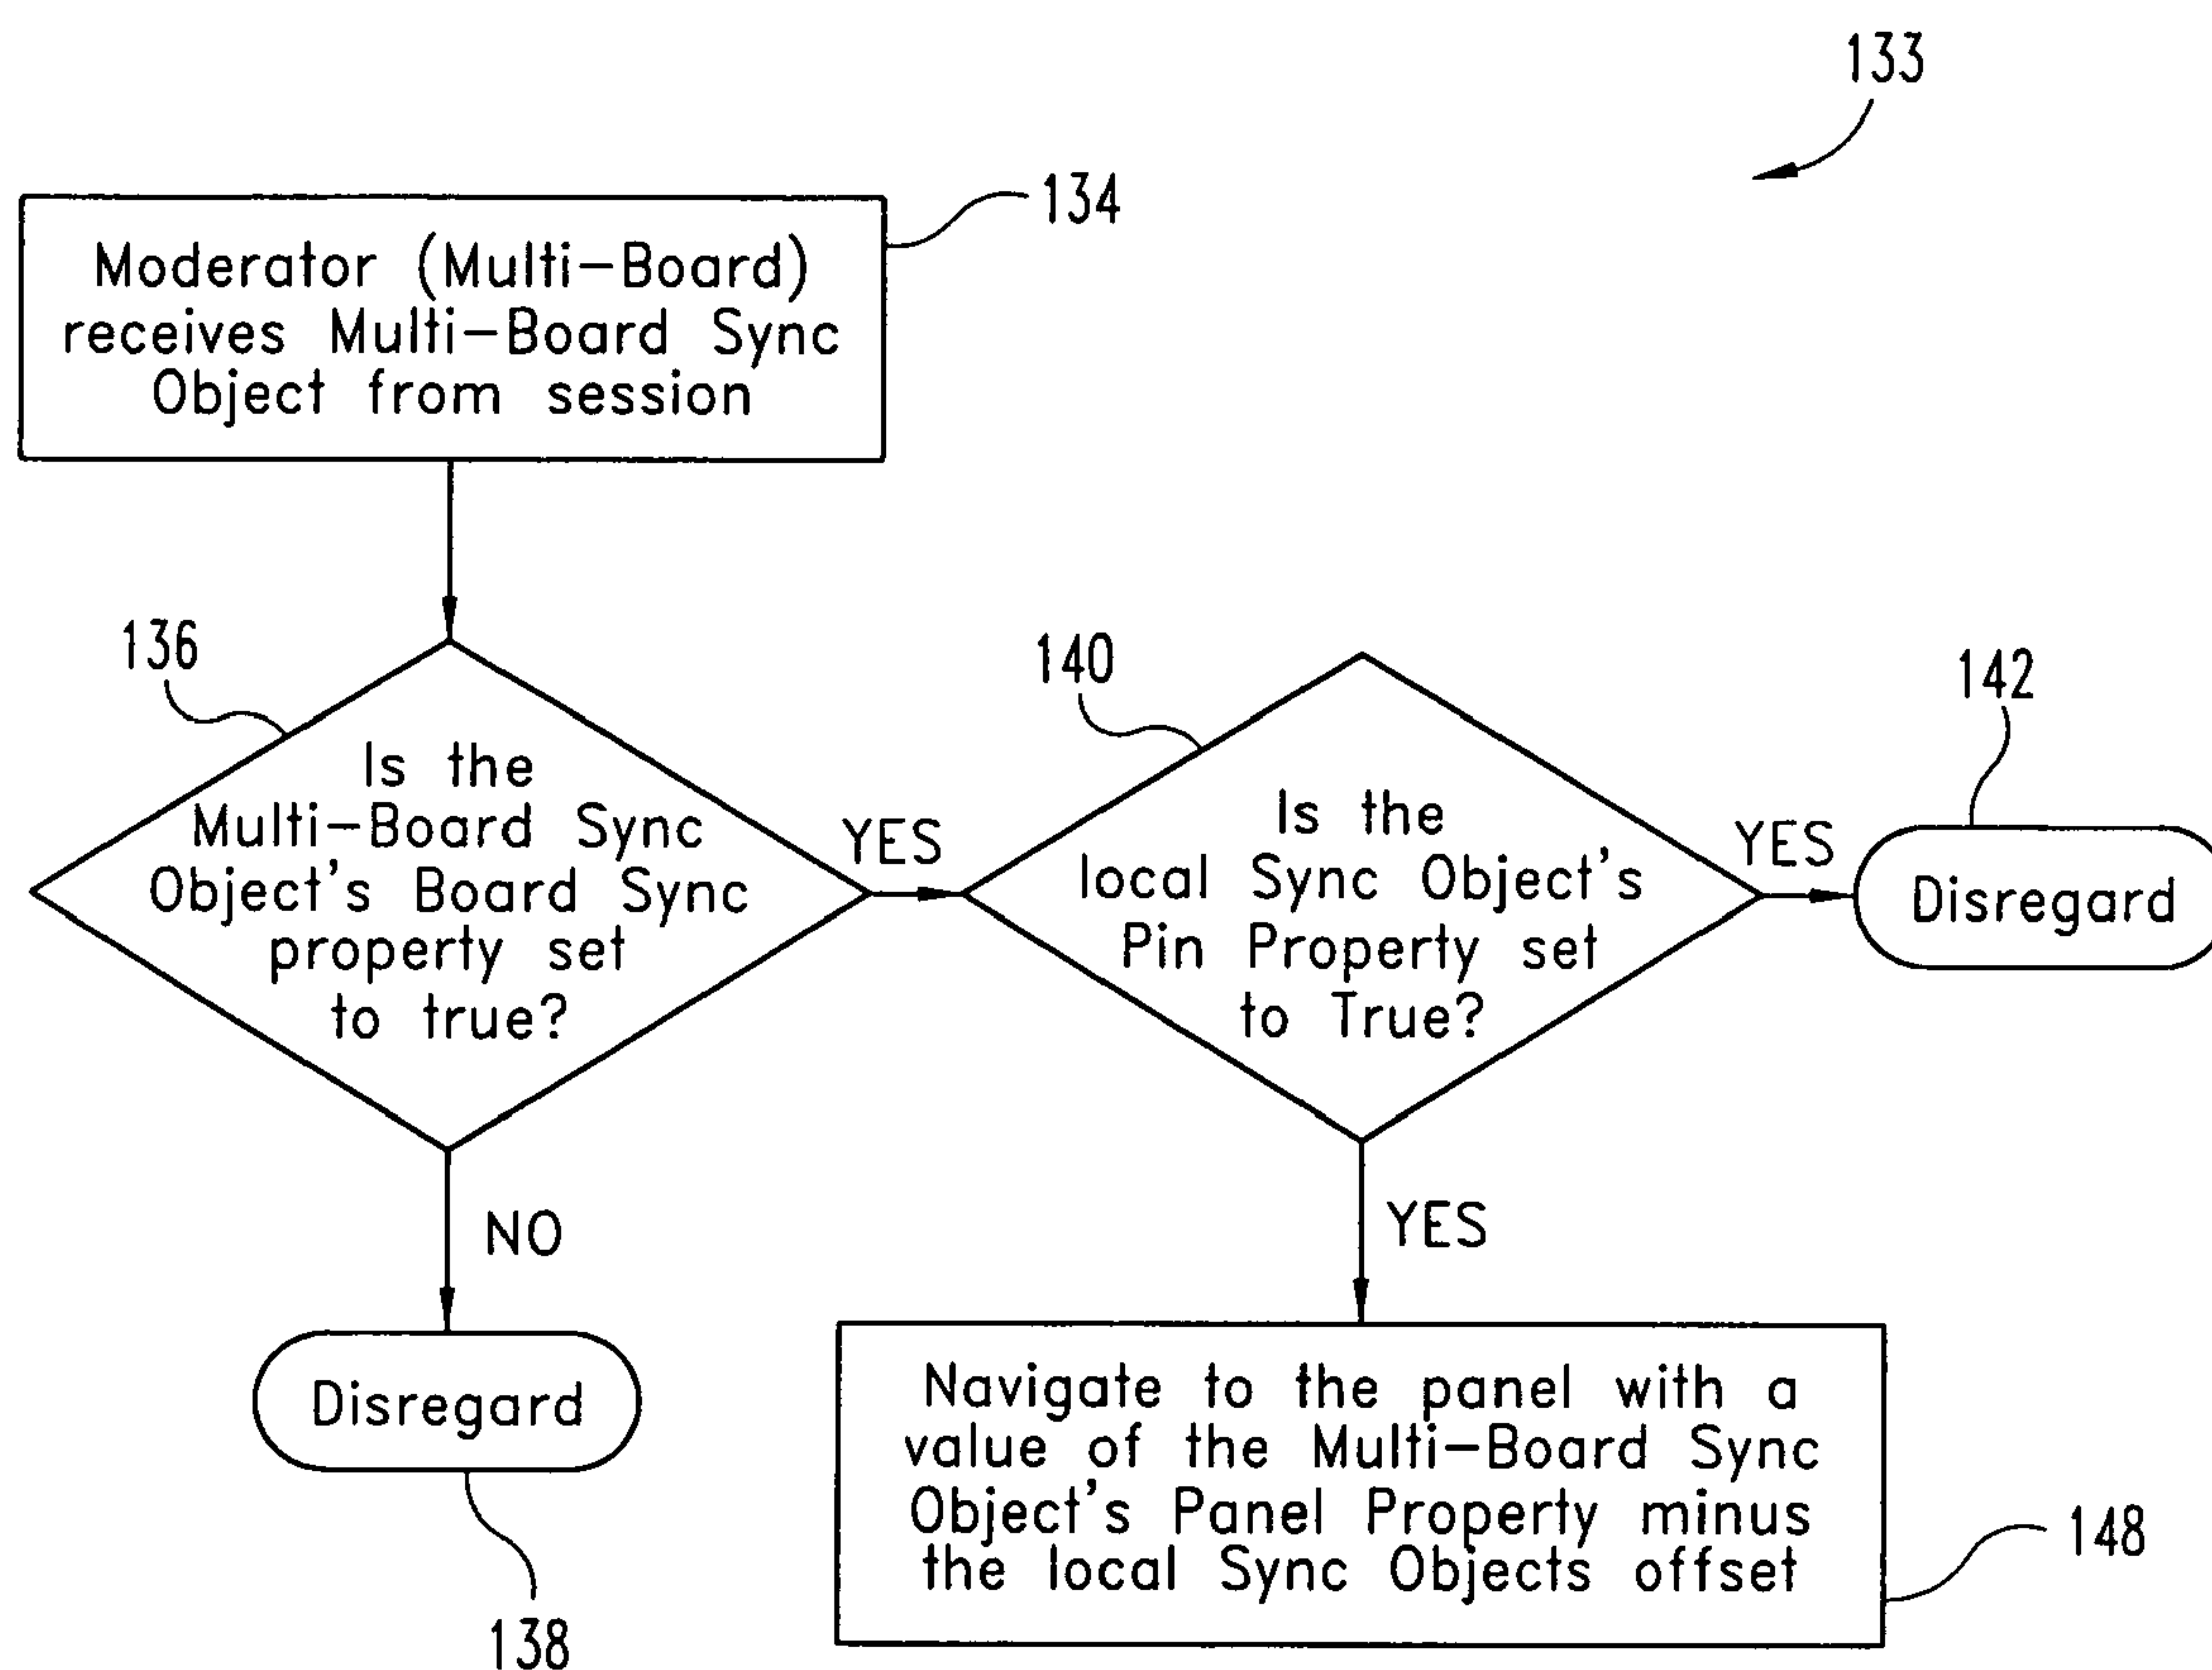 133
134
Moderator (Multi-Board)
receives Multi-Board Sync
Object from session
136
Is the
Multi-Board Sync
Object's Board Sync
property set
to true?
YES
140
Is the
local Sync Object's
Pin Property set
to True?
YES
142
Disregard
NO
Disregard
138
YES
Navigate to the panel with a
value of the Multi-Board Sync
Object's Panel Property minus
the local Sync Objects offset
148